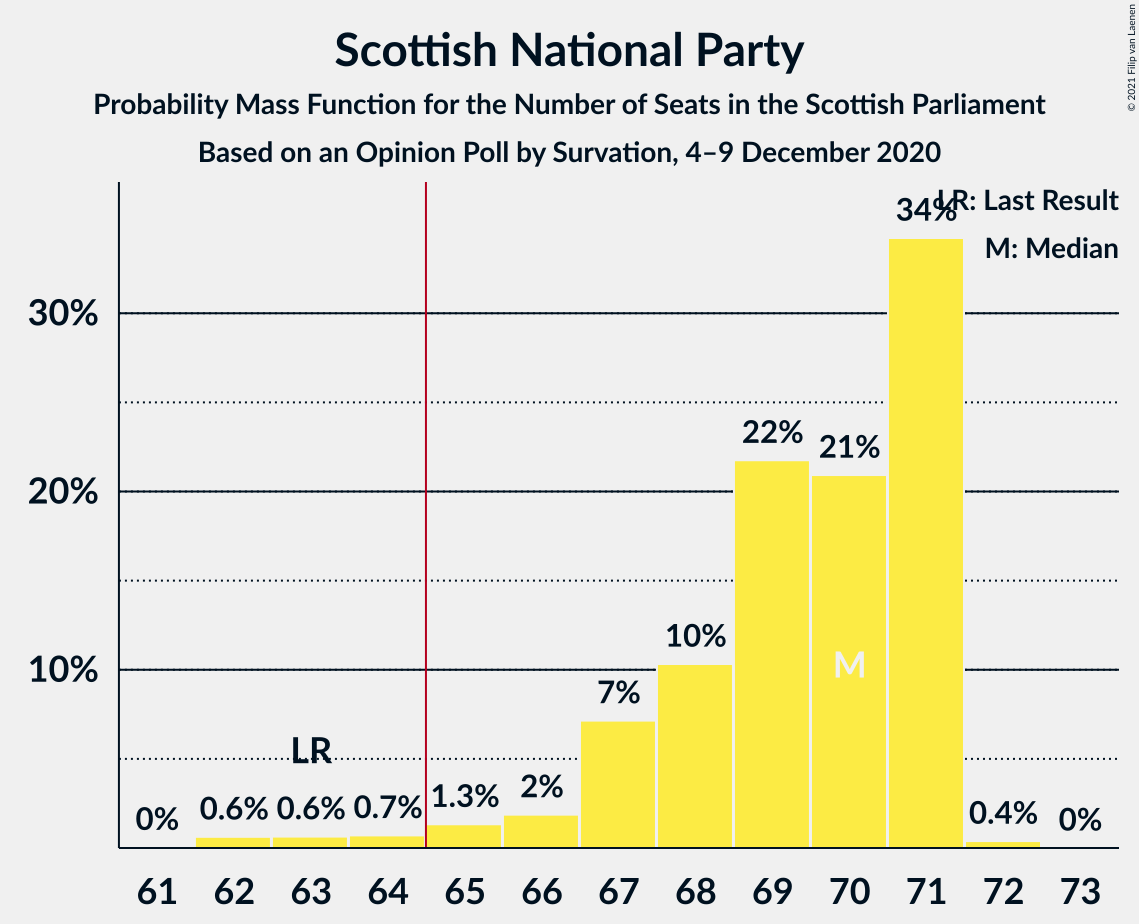 Scottish National Party
Probability Mass Function for the Number of Seats in the Scottish Parliament
Based on an Opinion Poll by Survation, 4–9 December 2020
© 2021 Filip van Laenen
LR: Last Result
M: Median
34%
30%
22%
21%
20%
10%
M
10%
7%
LR
2%
1.3%
0.7%
0.6%
0.6%
0%
0.4%
0%
61 62 63 64 65 66 67 68 69 70 71 72 73